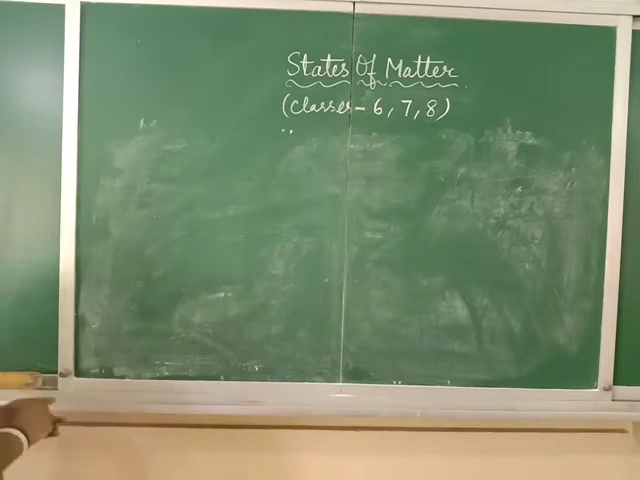 States Of Matter
(Classes - 6, 7, 8)